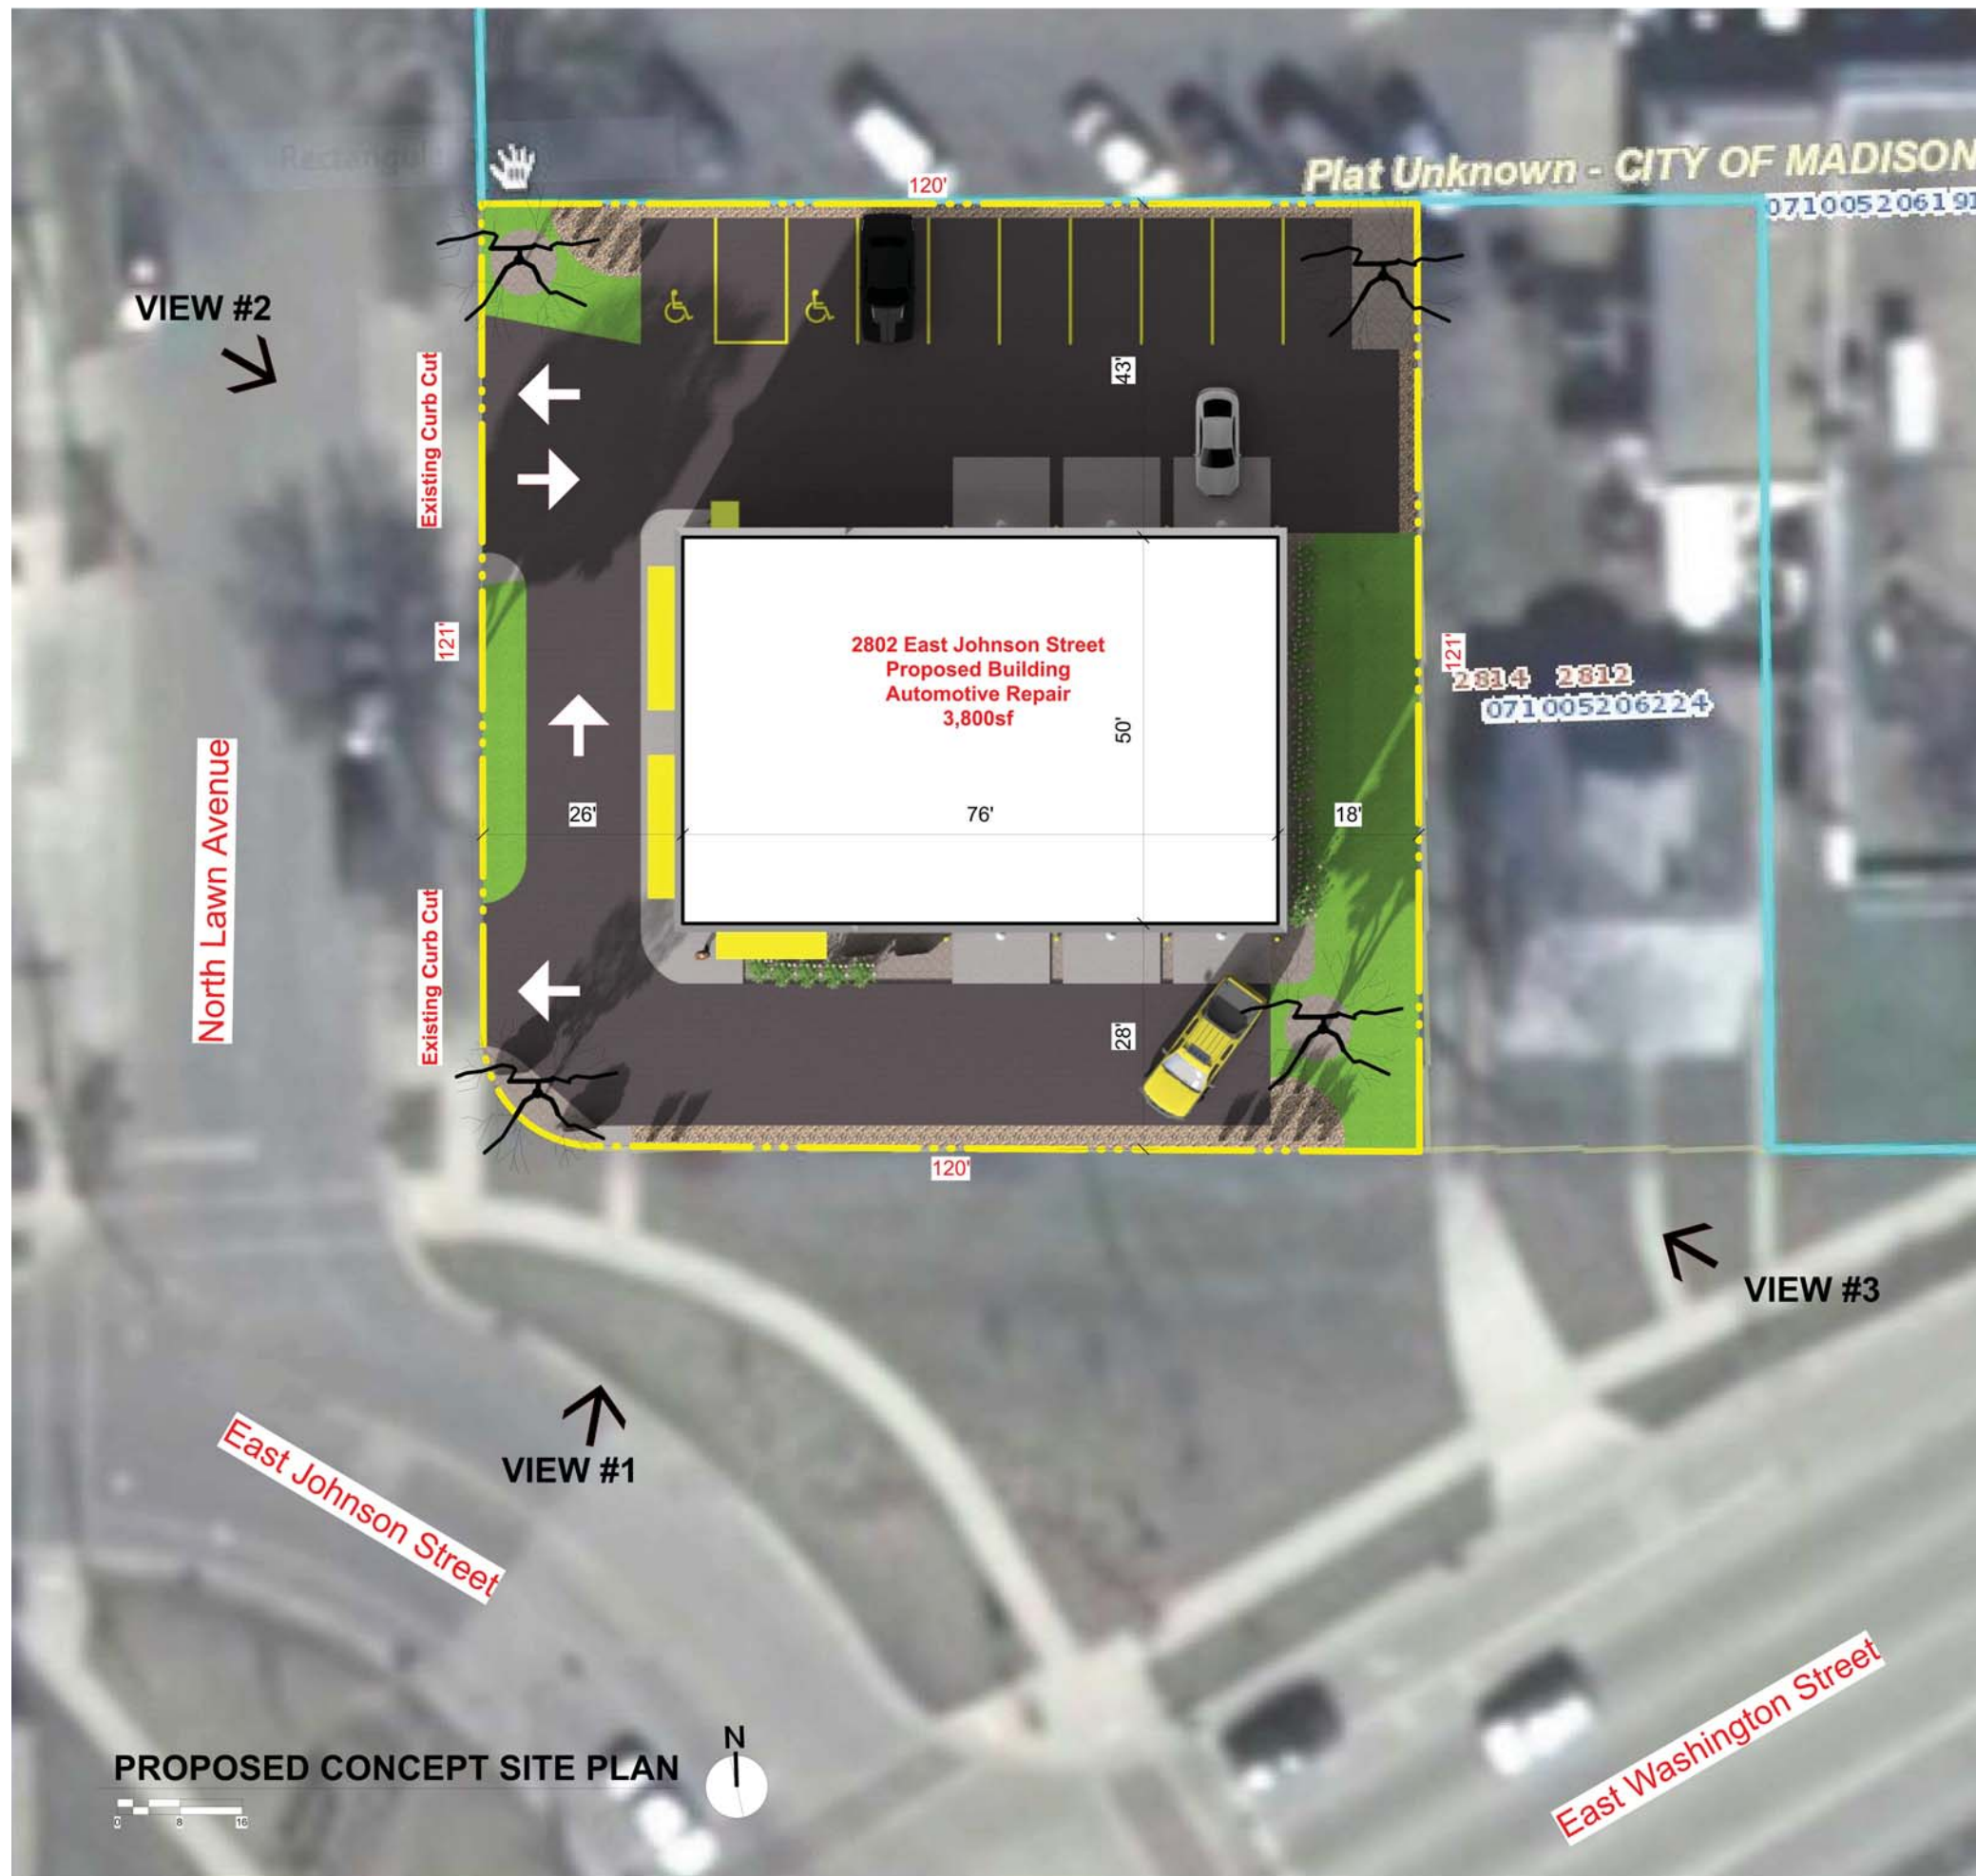 Plat Unknown - CITY OF MADISON
120'
VIEW #2
43'
Existing Curb Cut
121'
2802 East Johnson Street
Proposed Building
Automotive Repair
3,800sf
50'
121'
2814 2812
071005206224
North Lawn Avenue
26'
76'
18'
Existing Curb Cut
28'
120'
VIEW #3
VIEW #1
East Johnson Street
East Washington Street
PROPOSED CONCEPT SITE PLAN
N
0 8 16